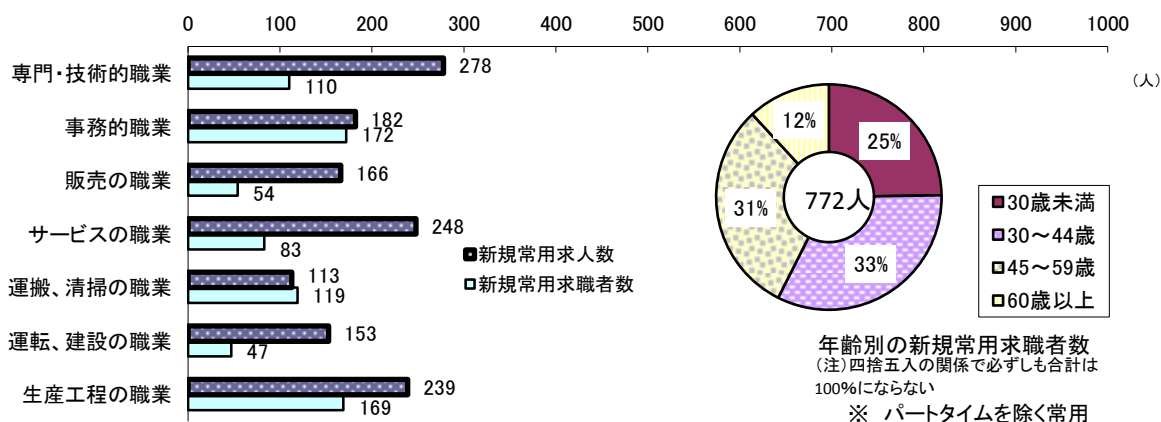 0 100 200 300 400 500 600 700 800 900 1000
(人)
専門・技術的職業
278
110
事務的職業
182
172
販売の職業
166
54
サービスの職業
248
83
運搬、清掃の職業
113
119
運転、建設の職業
153
47
生産工程の職業
239
169
新規常用求人数
新規常用求職者数
12%
25%
31%
772人
33%
30歳未満
30～44歳
45～59歳
60歳以上
年齢別の新規常用求職者数
(注)四捨五入の関係で必ずしも合計は
100%にならない
※ パートタイムを除く常用